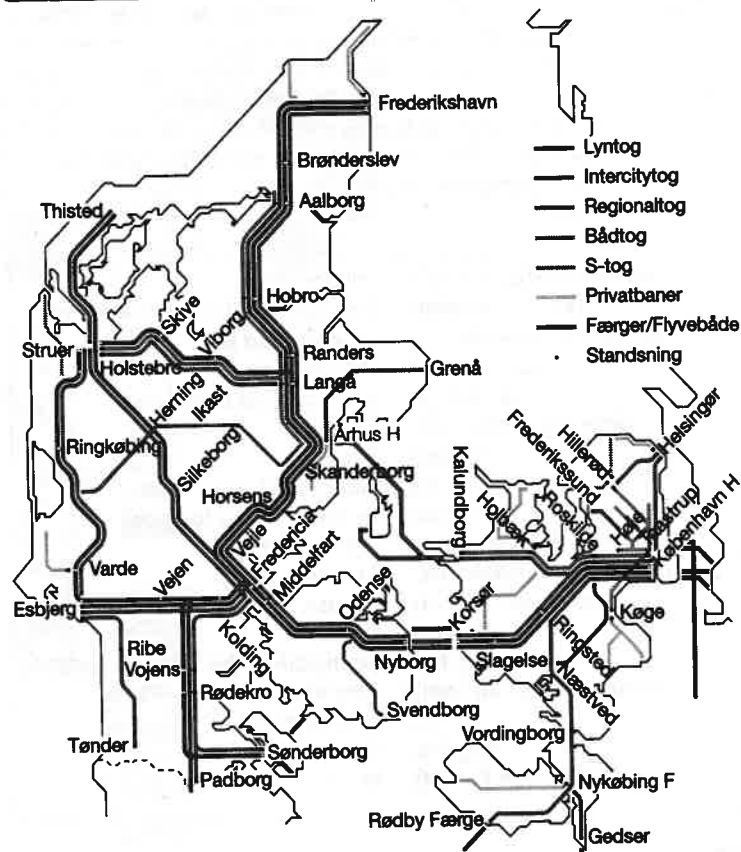 Frederikshavn
Brønderslev
Aalborg
Thisted
Hobro
Skive
Viborg
Struer
Holstebro
Randers
Langå
Grenå
Herning
Ikast
Århus H
Ringkøbing
Silkeborg
Skanderborg
Horsens
Vejle
Fredericia
Middelfart
Varde
Vejen
Esbjerg
Kolding
Odense
Ribe
Vojens
Rødekro
Nyborg
Korsør
Slagelse
Svendborg
Tønder
Sønderborg
Padborg
Kalundborg
Holbæk
Roskilde
Frederikssund
Hillerød
Helsingør
Høje
Taastrup
København H
Køge
Ringsted
Næstved
Vordingborg
Nykøbing F
Rødby Færge
Gedser
Lyntog
Intercitytog
Regionaltog
Bådtog
S-tog
Privatbaner
Færger/Flyvebåde
Standsning